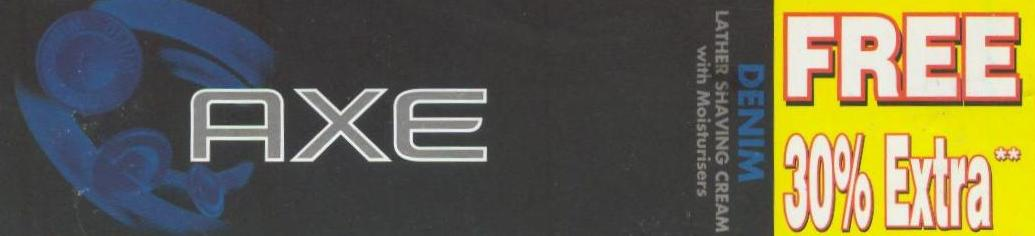 AXE
DENIM
LATHER SHAVING CREAM
with Moisturisers
FREE
30% Extra**